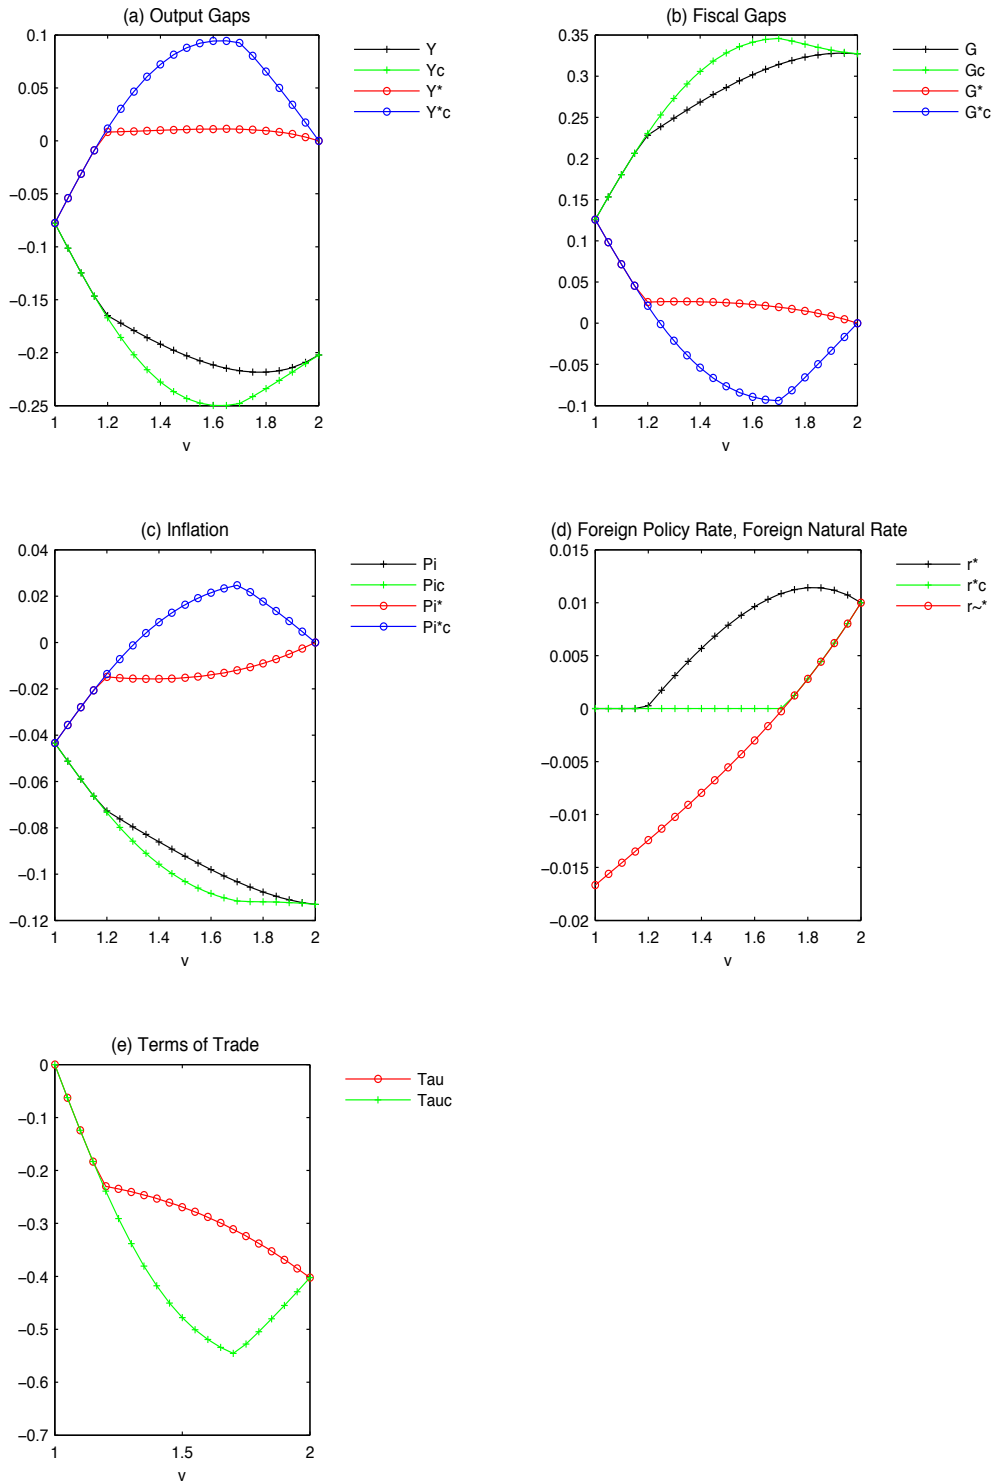 (a) Output Gaps
0.1
0.05
0
−0.05
−0.1
−0.15
−0.2
−0.25
1
1.2
1.4
1.6
1.8
2
v
Y
Yc
Y*
Y*c
(b) Fiscal Gaps
0.35
0.3
0.25
0.2
0.15
0.1
0.05
0
−0.05
−0.1
1
1.2
1.4
1.6
1.8
2
v
G
Gc
G*
G*c
(c) Inflation
0.04
0.02
0
−0.02
−0.04
−0.06
−0.08
−0.1
−0.12
1
1.2
1.4
1.6
1.8
2
v
Pi
Pic
Pi*
Pi*c
(d) Foreign Policy Rate, Foreign Natural Rate
0.015
0.01
0.005
0
−0.005
−0.01
−0.015
−0.02
1
1.2
1.4
1.6
1.8
2
v
r*
r*c
r~*
(e) Terms of Trade
0
−0.1
−0.2
−0.3
−0.4
−0.5
−0.6
−0.7
1
1.5
2
v
Tau
Tauc